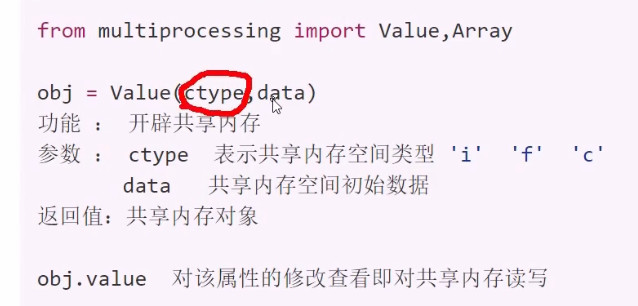 from multiprocessing import Value,Array
obj = Value(ctype,data)
功能 : 开辟共享内存
参数 : ctype 表示共享内存空间类型 'i' 'f' 'c'
data 共享内存空间初始数据
返回值：共享内存对象
obj.value 对该属性的修改查看即对共享内存读写